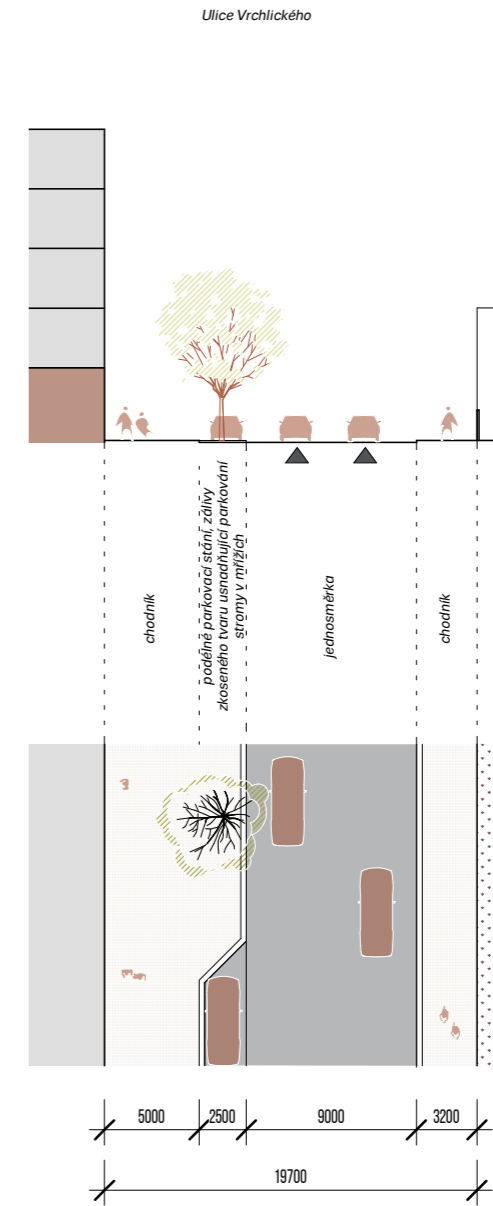 Ulice Vrchlického
chodník
podélné parkovací stání, zálivy
zkoseného tvaru usnadňující parkování
stromy v mřížích
jednosměrka
chodník
5000
2500
9000
3200
19700